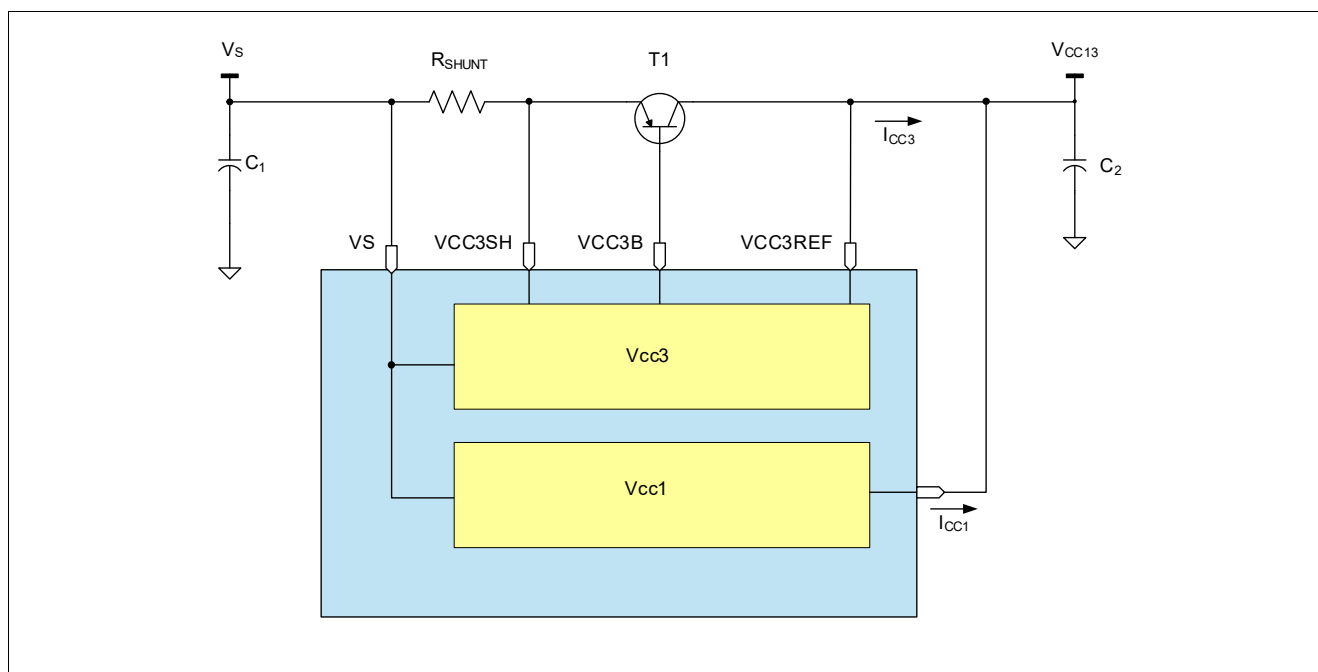 VS
RSHUNT
T1
VCC13
ICC3
C1
C2
VS
VCC3SH
VCC3B
VCC3REF
Vcc3
Vcc1
ICC1